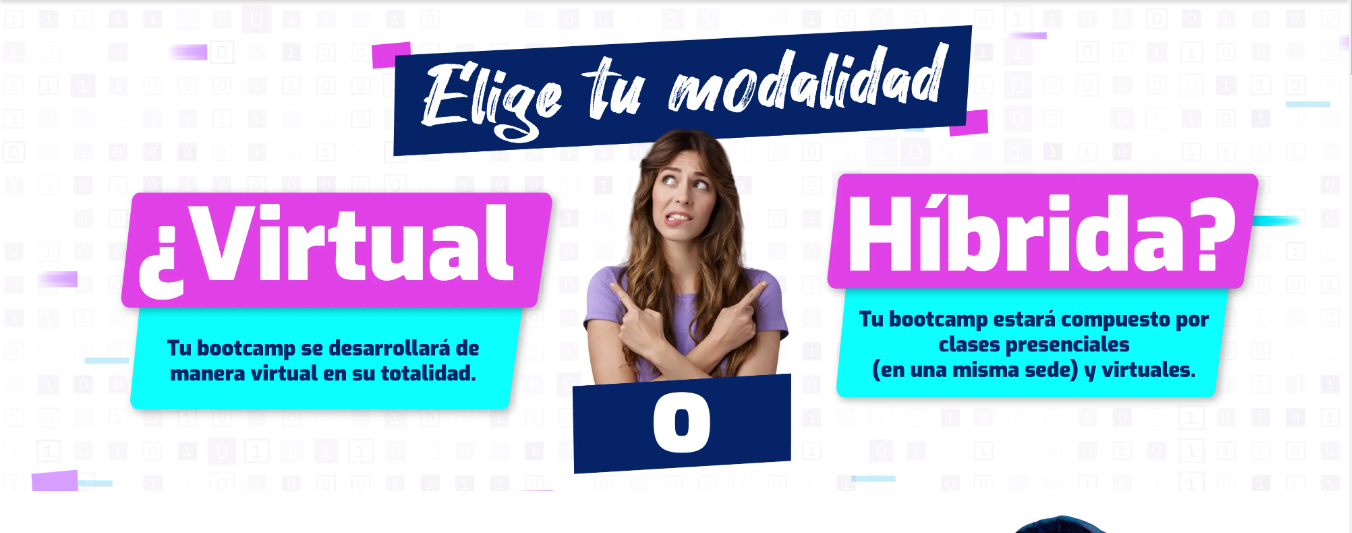 Elige tu modalidad
¿Virtual
Tu bootcamp se desarrollará de
manera virtual en su totalidad.
O
Híbrida?
Tu bootcamp estará compuesto por
clases presenciales
(en una misma sede) y virtuales.